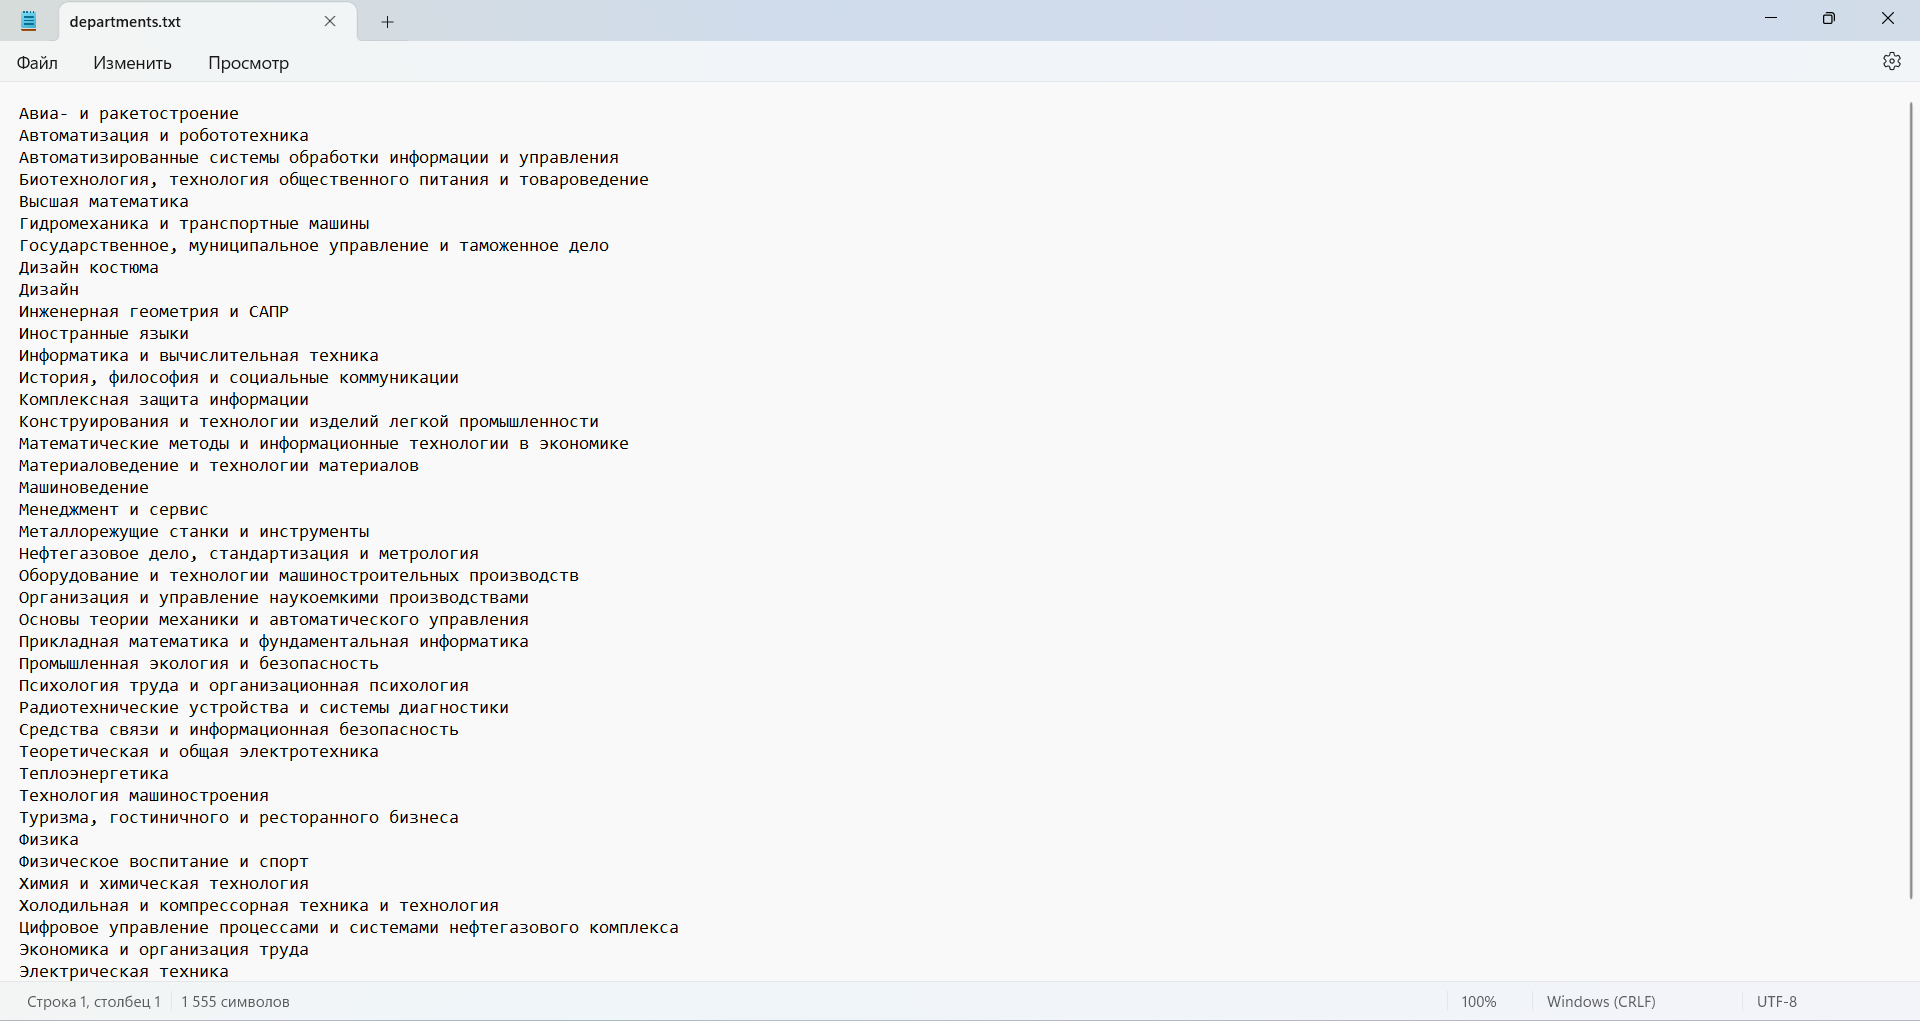 departments.txt
Файл Изменить Просмотр
Авиа- и ракетостроение
Автоматизация и робототехника
Автоматизированные системы обработки информации и управления
Биотехнология, технология общественного питания и товароведение
Высшая математика
Гидромеханика и транспортные машины
Государственное, муниципальное управление и таможенное дело
Дизайн костюма
Дизайн
Инженерная геометрия и САПР
Иностранные языки
Информатика и вычислительная техника
История, философия и социальные коммуникации
Комплексная защита информации
Конструирования и технологии изделий легкой промышленности
Математические методы и информационные технологии в экономике
Материаловедение и технологии материалов
Машиноведение
Менеджмент и сервис
Металлорежущие станки и инструменты
Нефтегазовое дело, стандартизация и метрология
Оборудование и технологии машиностроительных производств
Организация и управление наукоемкими производствами
Основы теории механики и автоматического управления
Прикладная математика и фундаментальная информатика
Промышленная экология и безопасность
Психология труда и организационная психология
Радиотехнические устройства и системы диагностики
Средства связи и информационная безопасность
Теоретическая и общая электротехника
Теплоэнергетика
Технология машиностроения
Туризма, гостиничного и ресторанного бизнеса
Физика
Физическое воспитание и спорт
Химия и химическая технология
Холодильная и компрессорная техника и технология
Цифровое управление процессами и системами нефтегазового комплекса
Экономика и организация труда
Электрическая техника
Строка 1, столбец 1 1 555 символов 100% Windows (CRLF) UTF-8